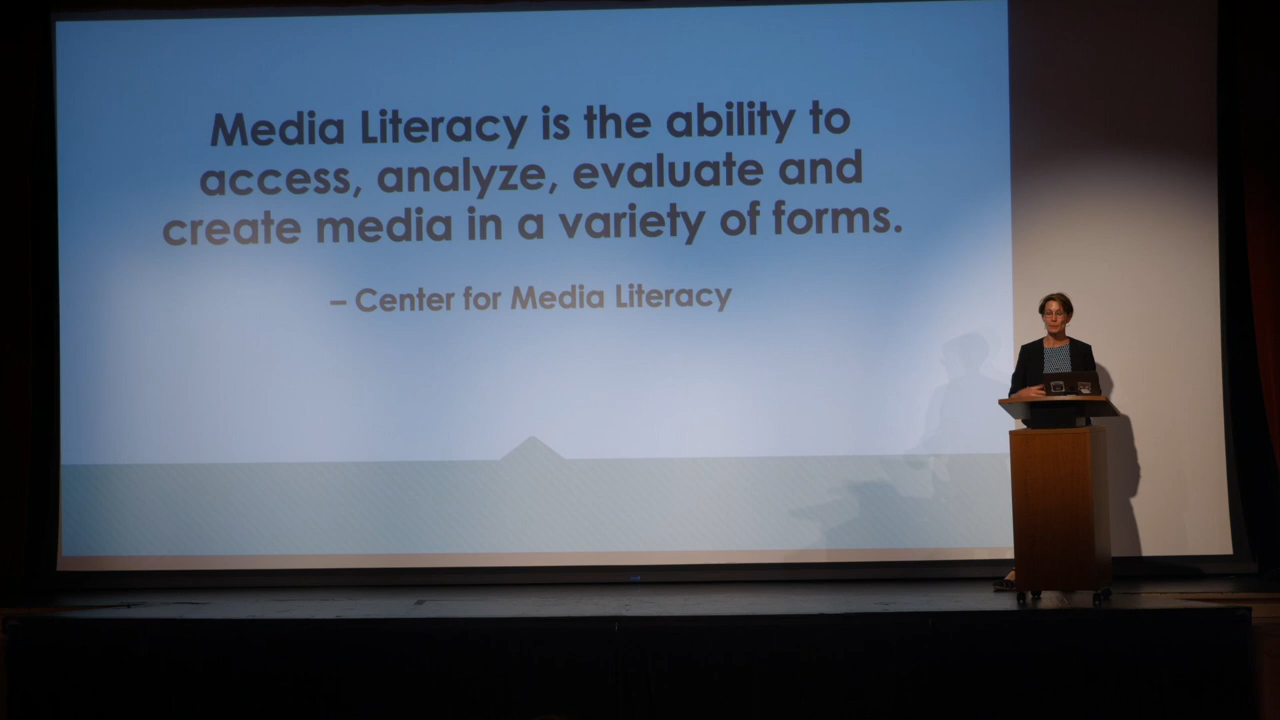 Media Literacy is the ability to
access, analyze, evaluate and
create media in a variety of forms.
– Center for Media Literacy